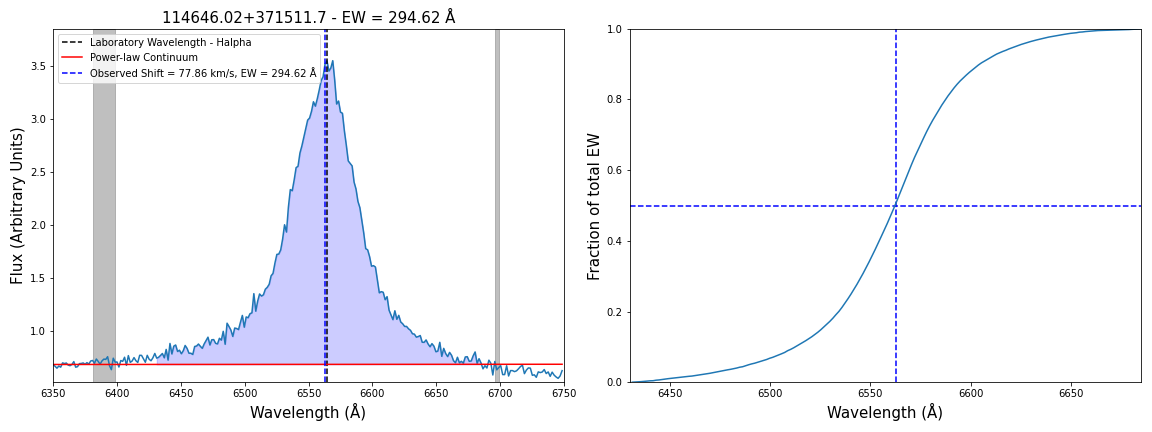 114646.02+371511.7 - EW = 294.62 Å
Laboratory Wavelength - Halpha
Power-law Continuum
Observed Shift = 77.86 km/s, EW = 294.62 Å
Flux (Arbitrary Units)
3.5
3.0
2.5
2.0
1.5
1.0
6350 6400 6450 6500 6550 6600 6650 6700 6750
Wavelength (Å)
Fraction of total EW
1.0
0.8
0.6
0.4
0.2
0.0
6450 6500 6550 6600 6650
Wavelength (Å)